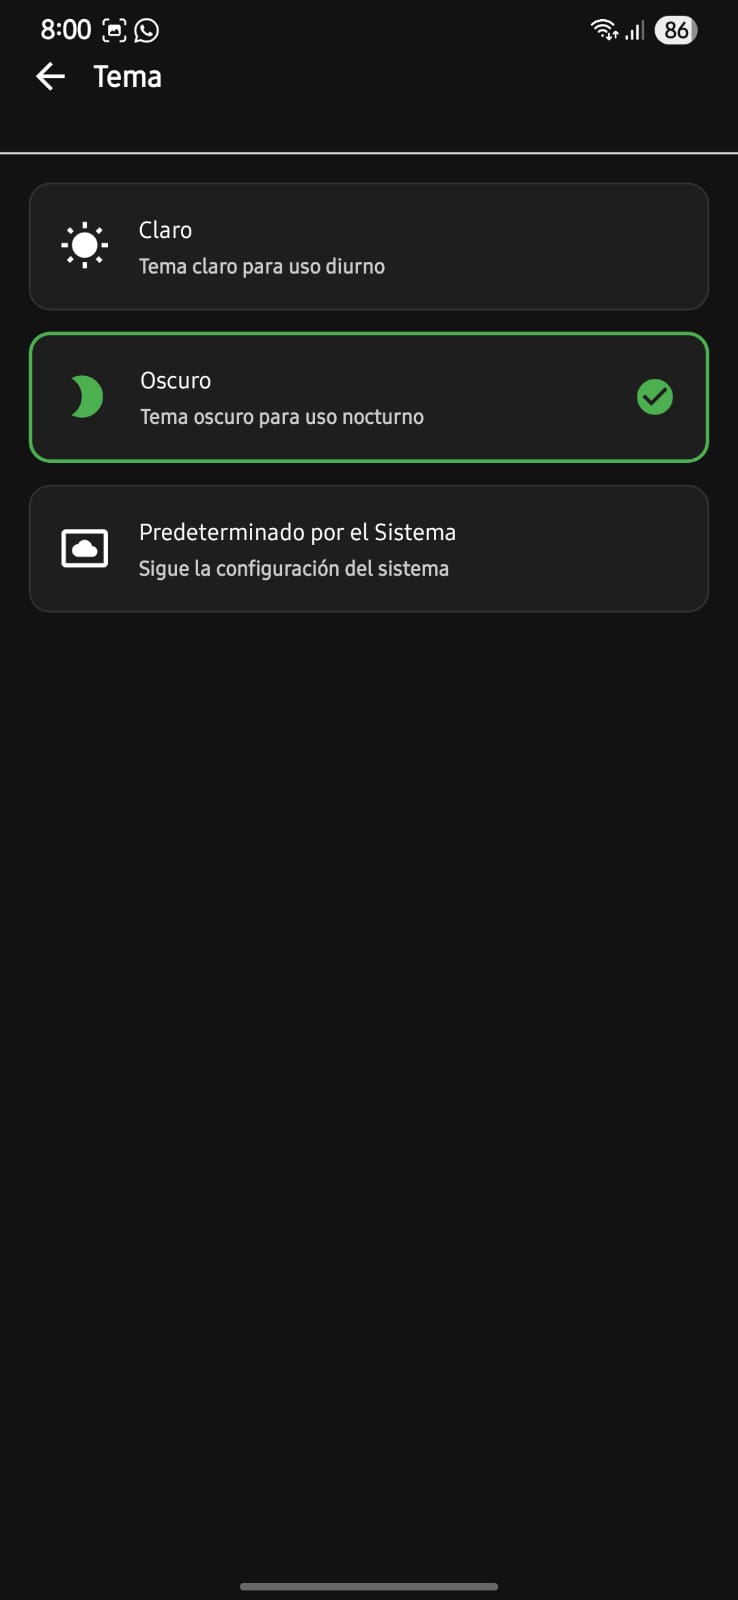 8:00
86
Tema
Claro
Tema claro para uso diurno
Oscuro
Tema oscuro para uso nocturno
Predeterminado por el Sistema
Sigue la configuración del sistema